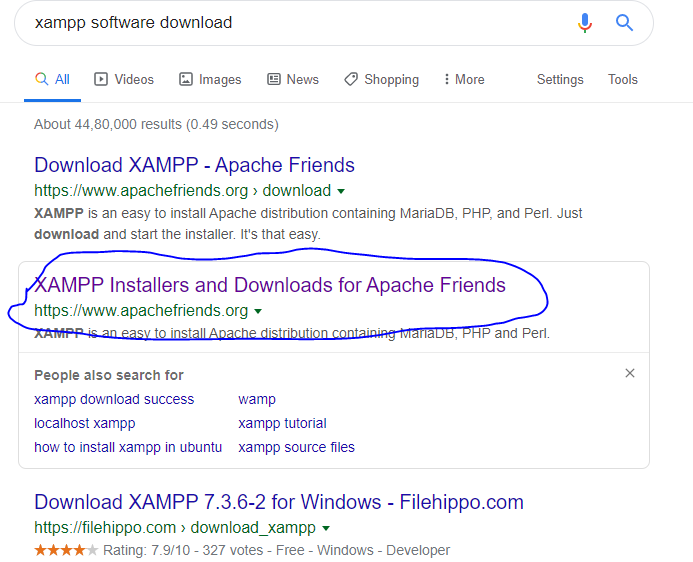 xampp software download
All Videos Images News Shopping More Settings Tools
About 44,80,000 results (0.49 seconds)
Download XAMPP - Apache Friends
https://www.apachefriends.org › download
XAMPP is an easy to install Apache distribution containing MariaDB, PHP, and Perl. Just
download and start the installer. It's that easy.
XAMPP Installers and Downloads for Apache Friends
https://www.apachefriends.org
XAMPP is an easy to install Apache distribution containing MariaDB, PHP and Perl.
People also search for
xampp download success wamp
localhost xampp xampp tutorial
how to install xampp in ubuntu xampp source files
Download XAMPP 7.3.6-2 for Windows - Filehippo.com
https://filehippo.com › download_xampp
Rating: 7.9/10 - 327 votes - Free - Windows - Developer